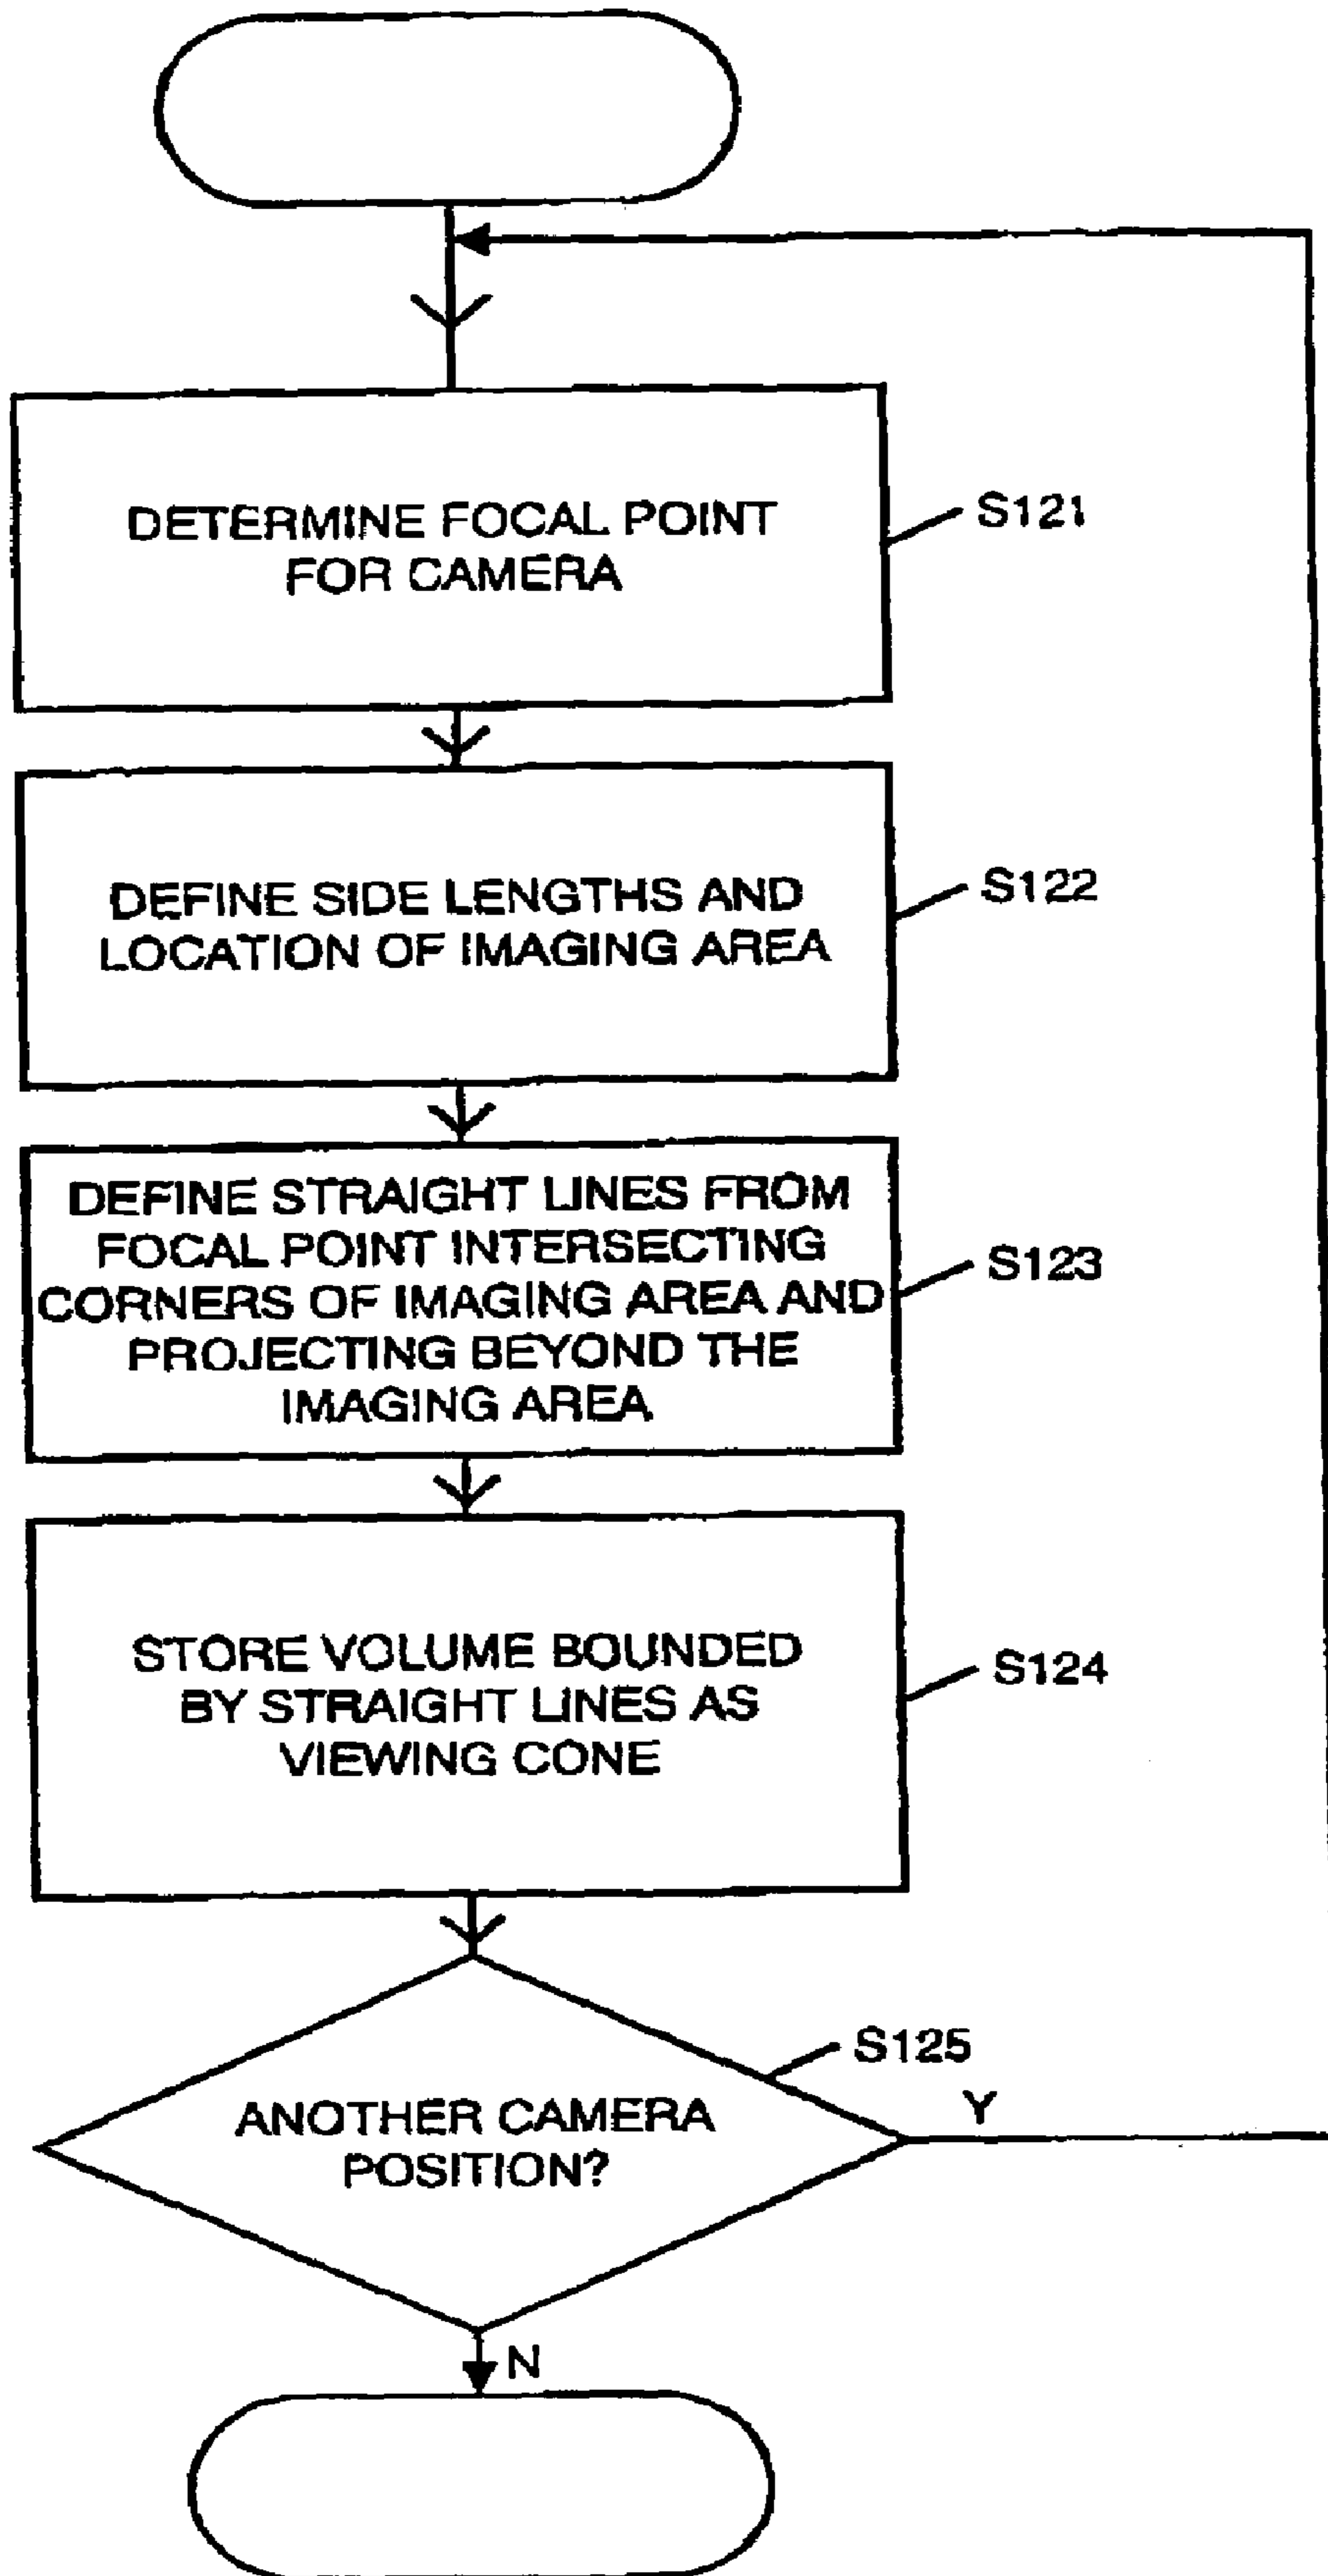 DETERMINE FOCAL POINT
FOR CAMERA
S121
DEFINE SIDE LENGTHS AND
LOCATION OF IMAGING AREA
S122
DEFINE STRAIGHT LINES FROM
FOCAL POINT INTERSECTING
CORNERS OF IMAGING AREA AND
PROJECTING BEYOND THE
IMAGING AREA
S123
STORE VOLUME BOUNDED
BY STRAIGHT LINES AS
VIEWING CONE
S124
S125
ANOTHER CAMERA
POSITION?
Y
N